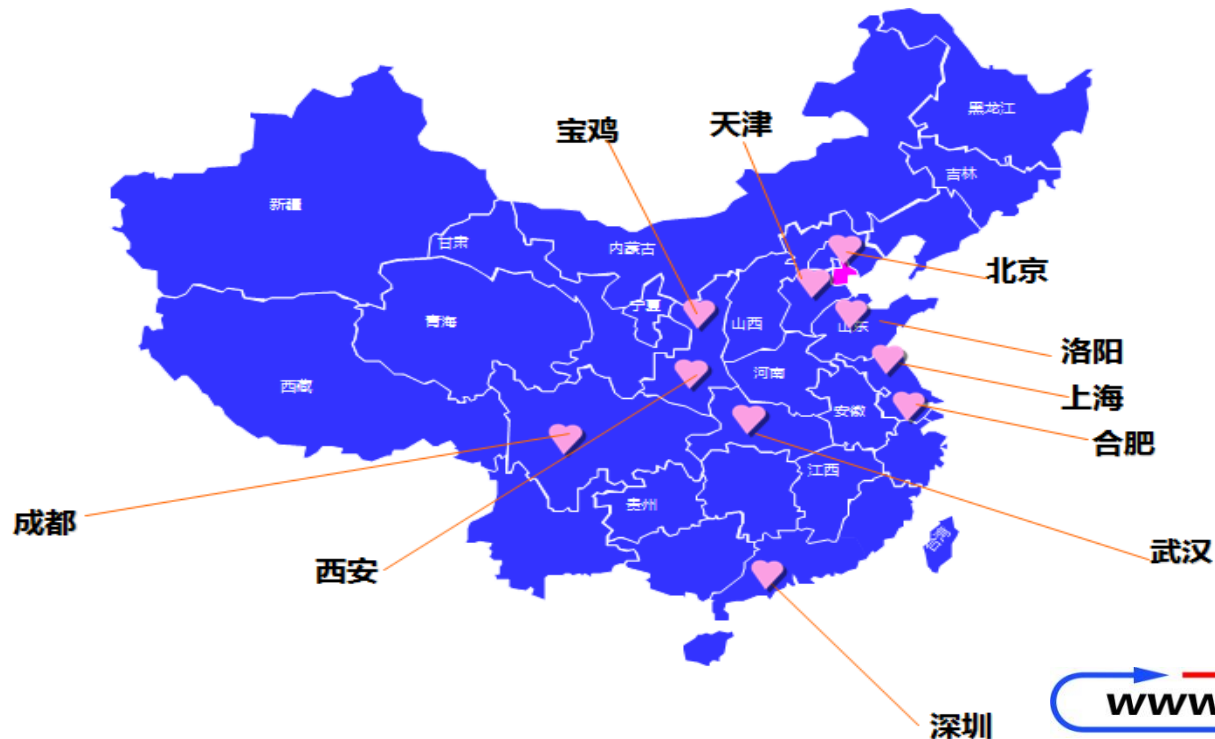 黑龙江
宝鸡
天津
吉林
新疆
甘肃
内蒙古
北京
宁夏
青海
山西
山东
洛阳
河南
西藏
上海
安徽
合肥
江西
贵州
成都
台湾
武汉
西安
深圳
www